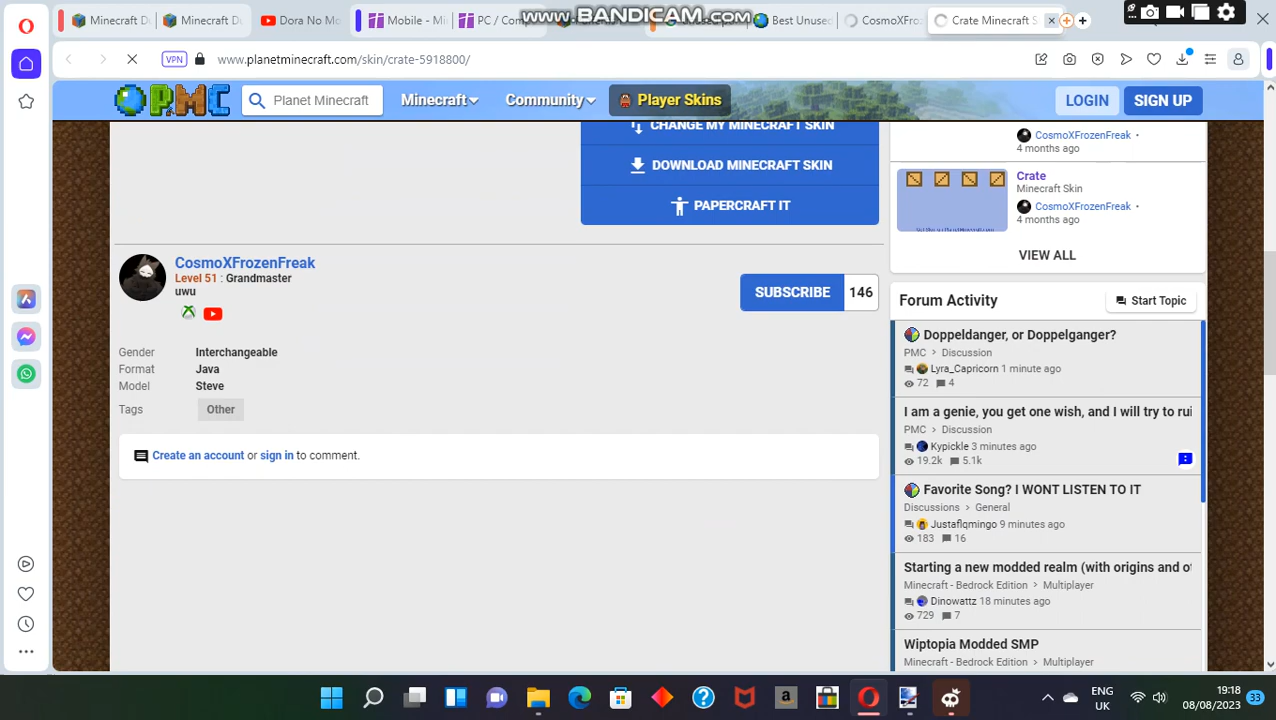 Minecraft D
Minecraft Du
Dora No Mo
Mobile - Mi
PC / Con
www.BANDICAM.com
Best Unused
CosmoXFroz
Crate Minecraft S
VPN
www.planetminecraft.com/skin/crate-5918800/
PMC
Planet Minecraft
Minecraft
Community
Player Skins
LOGIN
SIGN UP
CHANGE MY MINECRAFT SKIN
DOWNLOAD MINECRAFT SKIN
PAPERCRAFT IT
CosmoXFrozenFreak
Level 51 : Grandmaster
uwu
SUBSCRIBE 146
Gender Interchangeable
Format Java
Model Steve
Tags Other
Create an account or sign in to comment.
CosmoXFrozenFreak •
4 months ago
Crate
Minecraft Skin
CosmoXFrozenFreak •
4 months ago
VIEW ALL
Forum Activity
Start Topic
Doppeldanger, or Doppelganger?
PMC > Discussion
Lyra_Capricorn 1 minute ago
72 4
I am a genie, you get one wish, and I will try to rui
PMC > Discussion
Kypickle 3 minutes ago
19.2k 5.1k
Favorite Song? I WONT LISTEN TO IT
Discussions > General
Justaflqmingo 9 minutes ago
183 16
Starting a new modded realm (with origins and ot
Minecraft - Bedrock Edition > Multiplayer
Dinowattz 18 minutes ago
729 7
Wiptopia Modded SMP
Minecraft - Bedrock Edition > Multiplayer
ENG
UK
19:18
08/08/2023
33